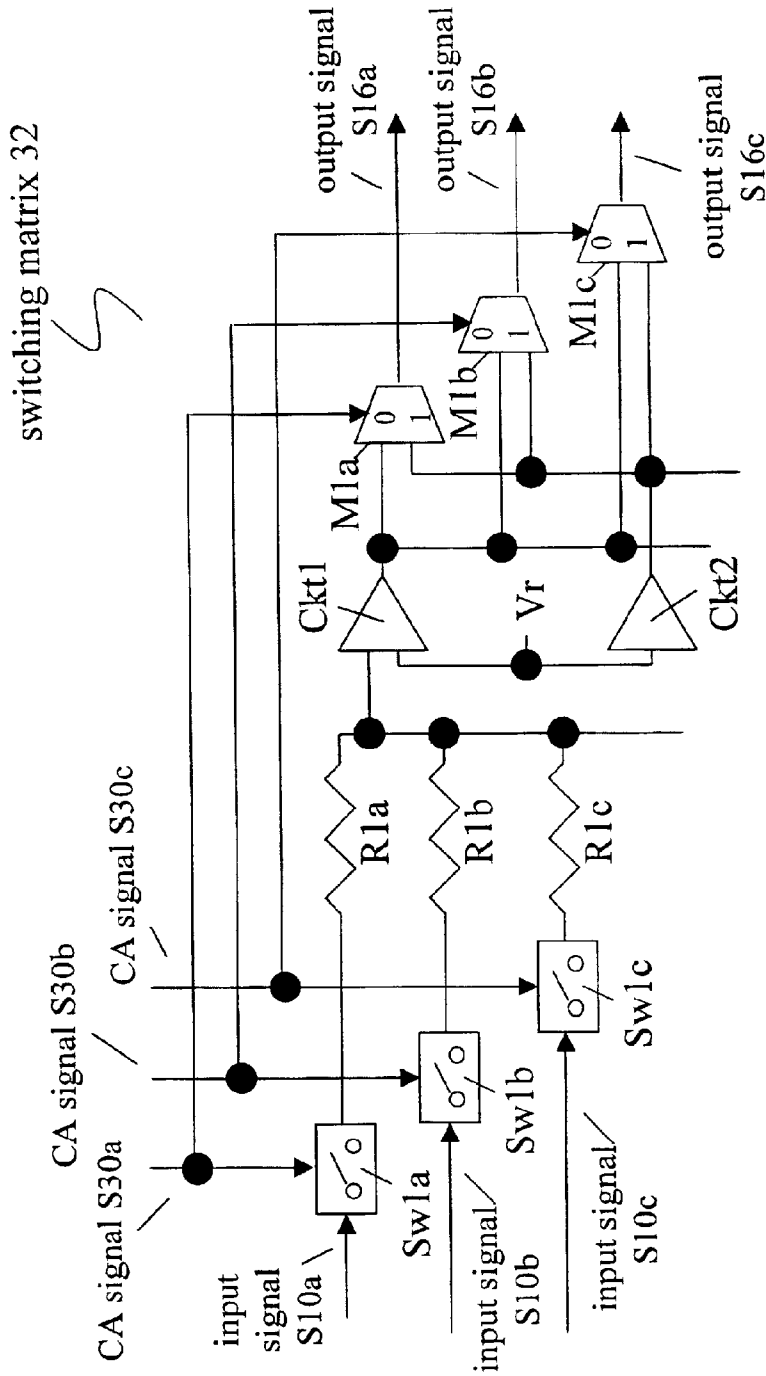 switching matrix 32
CA signal S30a
CA signal S30b
CA signal S30c
input
signal
S10a
input signal
S10b
input signal
S10c
Sw1a
Sw1b
Sw1c
R1a
R1b
R1c
Ckt1
Vr
Ckt2
M1a
0
1
M1b
0
1
M1c
0
1
output signal
S16a
output signal
S16b
output signal
S16c